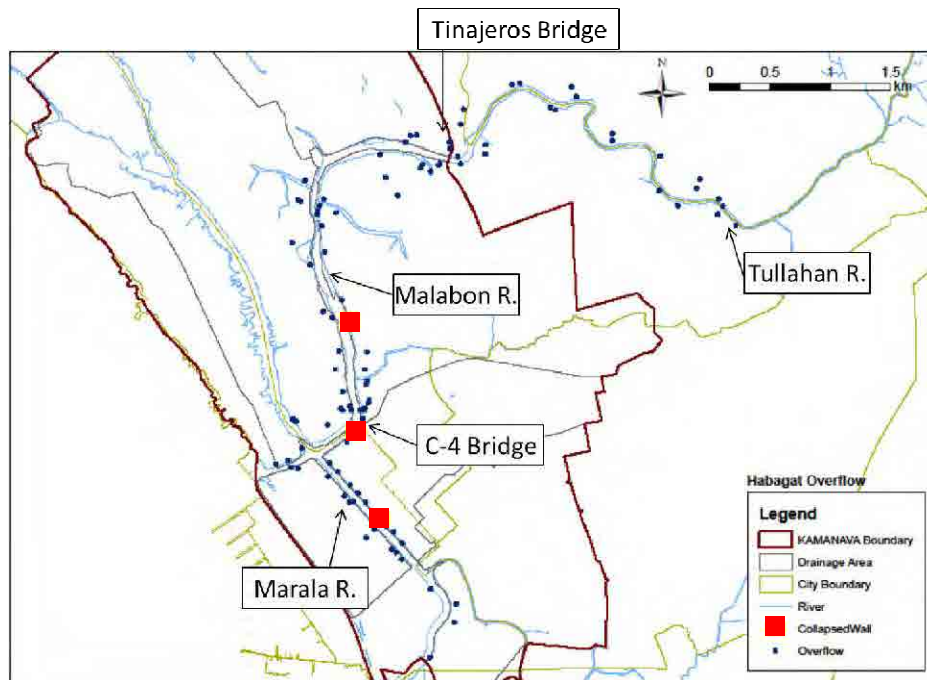 Tinajeros Bridge
N
0 0.5 1 1.5
km
Tullahan R.
Malabon R.
C-4 Bridge
Marala R.
Habagat Overflow
Legend
KAMANAVA Boundary
Drainage Area
City Boundary
River
CollapsedWall
Overflow